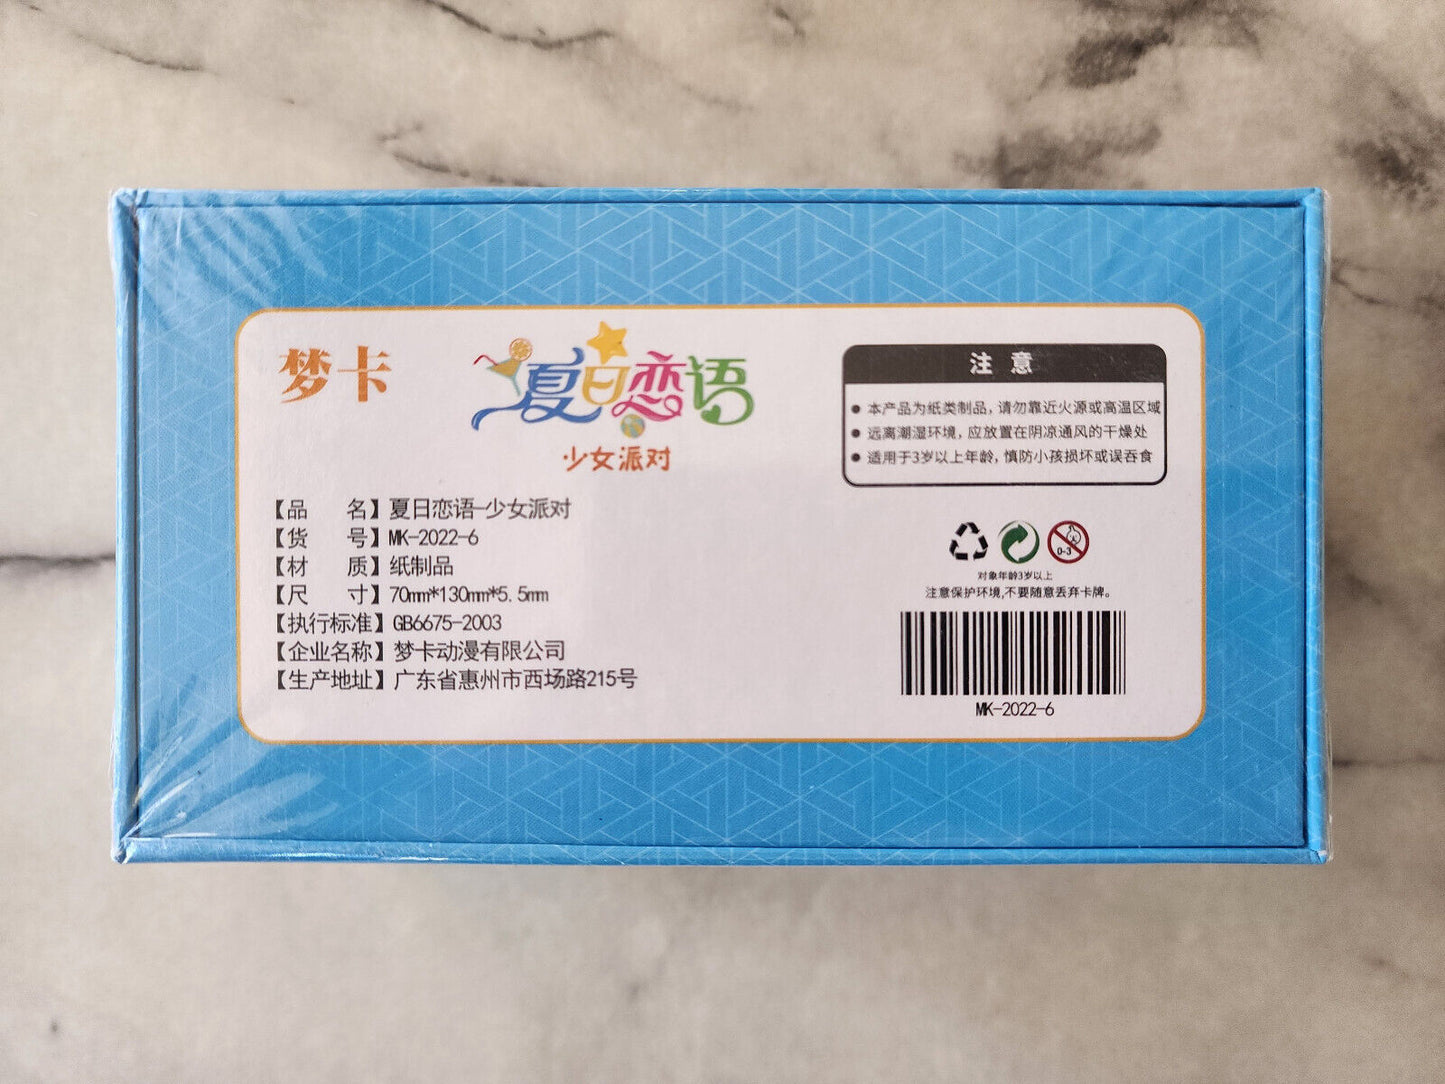 梦卡
夏日恋语
少女派对
【品 名】夏日恋语-少女派对
【货 号】MK-2022-6
【材 质】纸制品
【尺 寸】70mm*130mm*5.5mm
【执行标准】GB6675-2003
【企业名称】梦卡动漫有限公司
【生产地址】广东省惠州市西场路215号
注 意
● 本产品为纸类制品，请勿靠近火源或高温区域
● 远离潮湿环境，应放置在阴凉通风的干燥处
● 适用于3岁以上年龄，慎防小孩损坏或误吞食
0-3
对象年龄3岁以上
注意保护环境,不要随意丢弃卡牌。
MK-2022-6